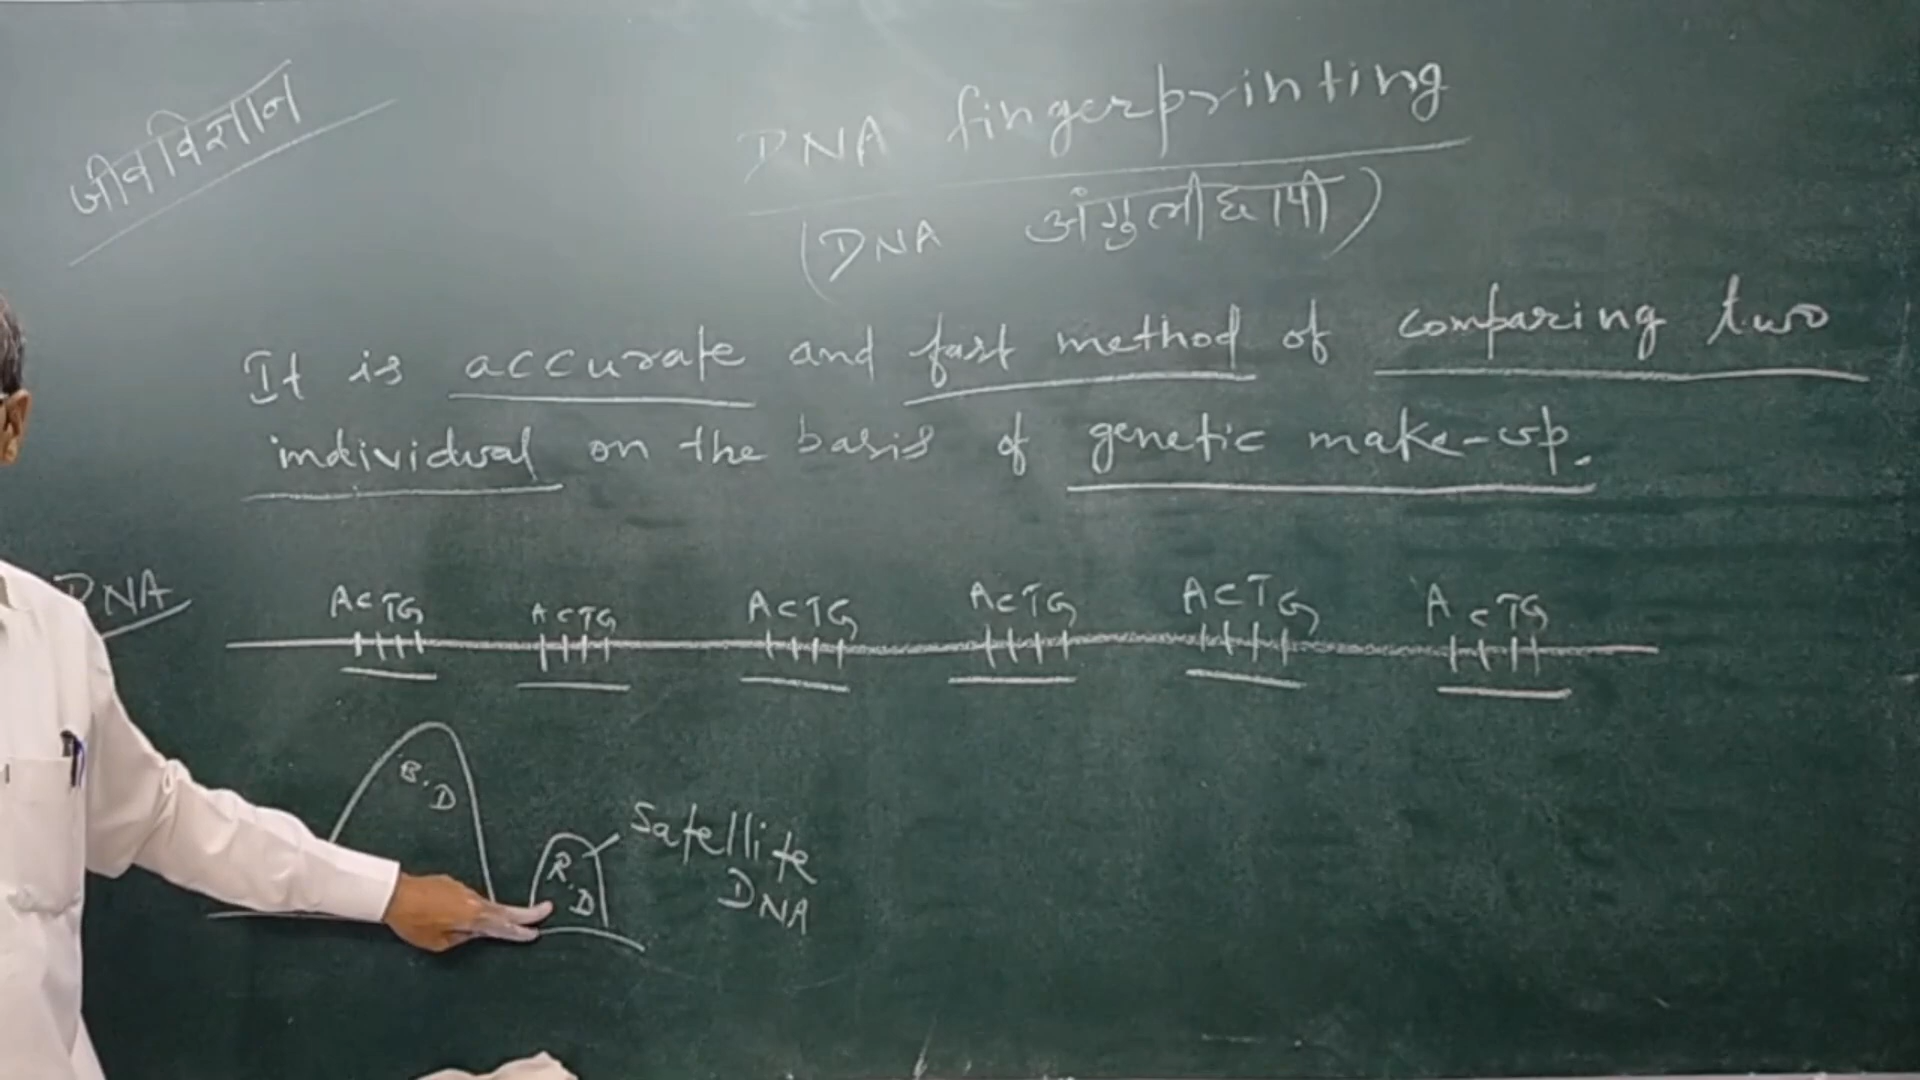 जीव विज्ञान
DNA fingerprinting
(DNA अंगुलीछापी)
It is accurate and fast method of comparing two
individual on the basis of genetic make-up.
DNA
ACTG ACTG ACTG ACTG ACTG ACTG
B.D
R.D
Satellite
DNA